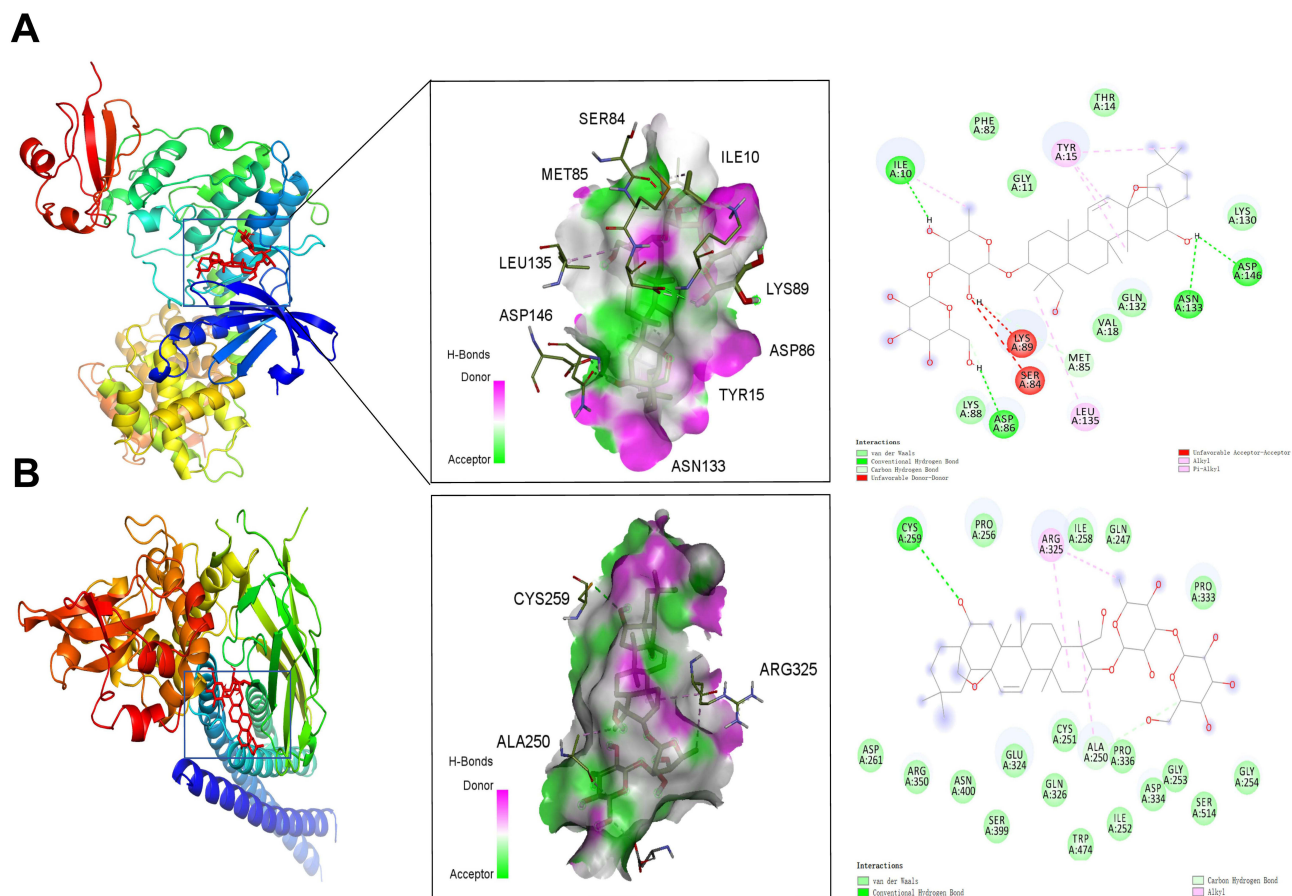 A
SER84
MET85
ILE10
LEU135
LYS89
ASP146
ASP86
TYR15
ASN133
H-Bonds
Donor
Acceptor
THR
A:14
PHE
A:82
TYR
A:15
ILE
A:10
GLY
A:11
LYS
A:130
H
O
O
O
H
O
O
O
H
ASP
A:146
ASN
A:133
GLN
A:132
VAL
A:18
O
H
O
O
O
O
O
O
O
H
LYS
A:89
MET
A:85
SER
A:84
LYS
A:88
ASP
A:86
LEU
A:135
Interactions
van der Waals
Conventional Hydrogen Bond
Carbon Hydrogen Bond
Unfavorable Donor-Donor
Unfavorable Acceptor-Acceptor
Alkyl
Pi-Alkyl
B
CYS259
ARG325
ALA250
H-Bonds
Donor
Acceptor
CYS
A:259
PRO
A:256
ARG
A:325
ILE
A:258
GLN
A:247
PRO
A:333
O
O
O
O
O
O
O
O
O
O
O
O
O
CYS
A:251
ALA
A:250
PRO
A:336
ASP
A:261
ARG
A:350
ASN
A:400
GLU
A:324
GLN
A:326
ASP
A:334
GLY
A:253
GLY
A:254
SER
A:514
SER
A:399
ILE
A:252
TRP
A:474
Interactions
van der Waals
Conventional Hydrogen Bond
Carbon Hydrogen Bond
Alkyl